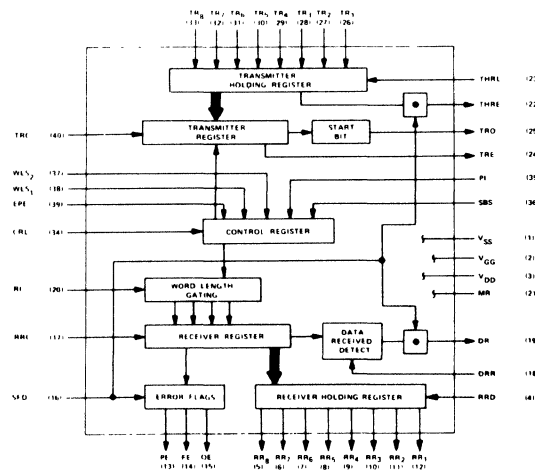 TR8 TR7 TR6 TR5 TR4 TR3 TR2 TR1
(33) (32) (31) (30) (29) (28) (27) (26)
TRANSMITTER HOLDING REGISTER
THRL (23
THRE (22
TRC (40)
TRANSMITTER REGISTER
START BIT
TRO (25
TRE (24
WLS2 (37)
PI (35
WLS1 (38)
EPE (39)
SBS (36
CRL (34)
CONTROL REGISTER
VSS (1)
VGG (2)
VDD (3)
MR (21
RI (20)
WORD LENGTH GATING
RRC (17)
RECEIVER REGISTER
DATA RECEIVED DETECT
DR (19
DRR (18
SFD (16)
ERROR FLAGS
RECEIVER HOLDING REGISTER
RRD (4)
PE FE OE RR8 RR7 RR6 RR5 RR4 RR3 RR2 RR1
(13) (14) (15) (5) (6) (7) (8) (9) (10) (11) (12)